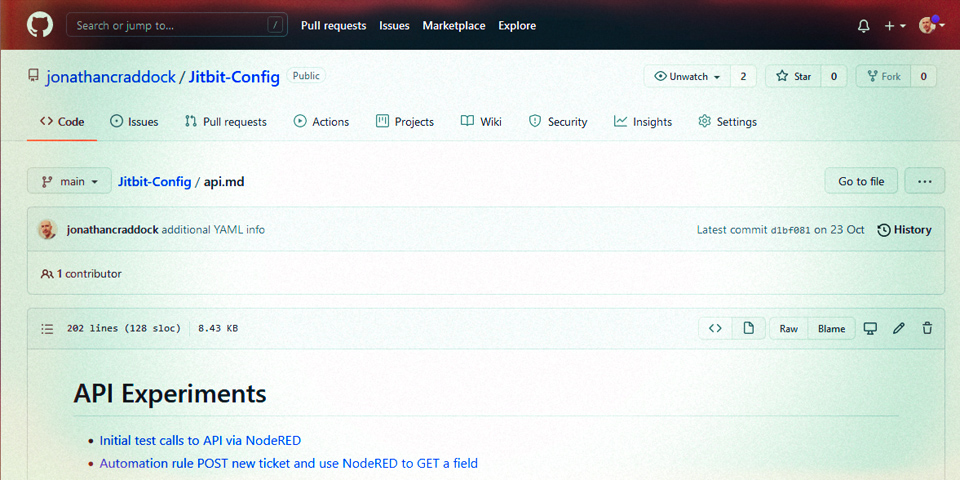 Search or jump to... / Pull requests Issues Marketplace Explore
jonathancraddock / Jitbit-Config Public Unwatch 2 Star 0 Fork 0
Code Issues Pull requests Actions Projects Wiki Security Insights Settings
main Jitbit-Config / api.md Go to file ...
jonathancraddock additional YAML info Latest commit d1bf081 on 23 Oct History
1 contributor
202 lines (128 sloc) 8.43 KB Raw Blame
API Experiments
• Initial test calls to API via NodeRED
• Automation rule POST new ticket and use NodeRED to GET a field